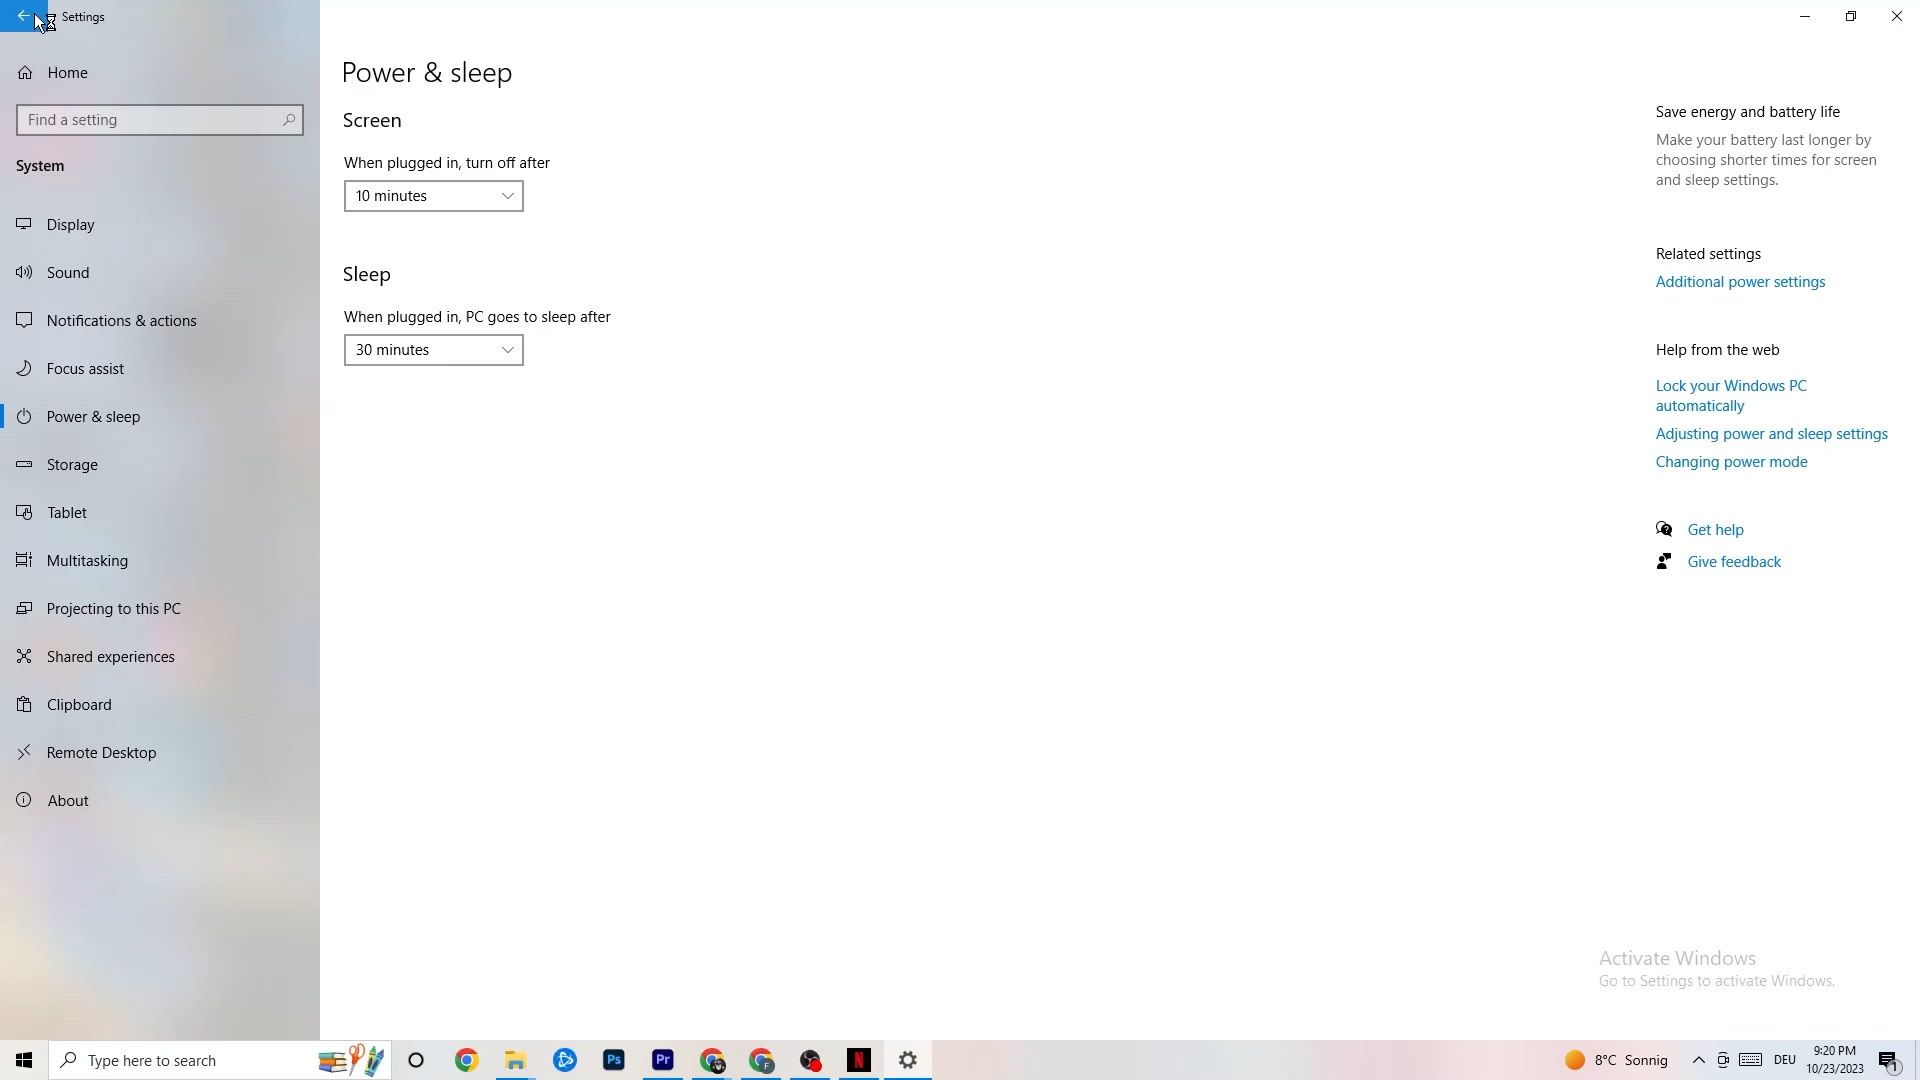 Settings
Home
Find a setting
System
Display
Sound
Notifications & actions
Focus assist
Power & sleep
Storage
Tablet
Multitasking
Projecting to this PC
Shared experiences
Clipboard
Remote Desktop
About
Power & sleep
Screen
When plugged in, turn off after
10 minutes
Sleep
When plugged in, PC goes to sleep after
30 minutes
Save energy and battery life
Make your battery last longer by
choosing shorter times for screen
and sleep settings.
Related settings
Additional power settings
Help from the web
Lock your Windows PC
automatically
Adjusting power and sleep settings
Changing power mode
Get help
Give feedback
Activate Windows
Go to Settings to activate Windows.
Type here to search
Ps
Pr
F
N
8°C Sonnig
DEU
9:20 PM
10/23/2023
1